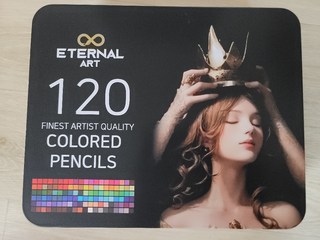 ETERNAL
ART
120
FINEST ARTIST QUALITY
COLORED
PENCILS